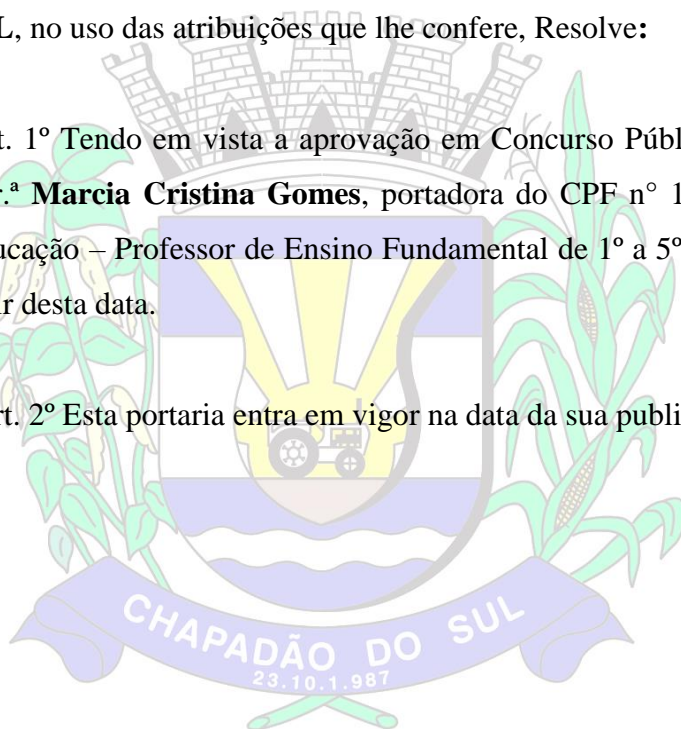 L, no uso das atribuições que lhe confere, Resolve:
t. 1º Tendo em vista a aprovação em Concurso Públ
r.ª Marcia Cristina Gomes, portadora do CPF n° 1
ucação – Professor de Ensino Fundamental de 1º a 5º
ir desta data.
rt. 2º Esta portaria entra em vigor na data da sua publi
CHAPADÃO DO SUL
23.10.1.987